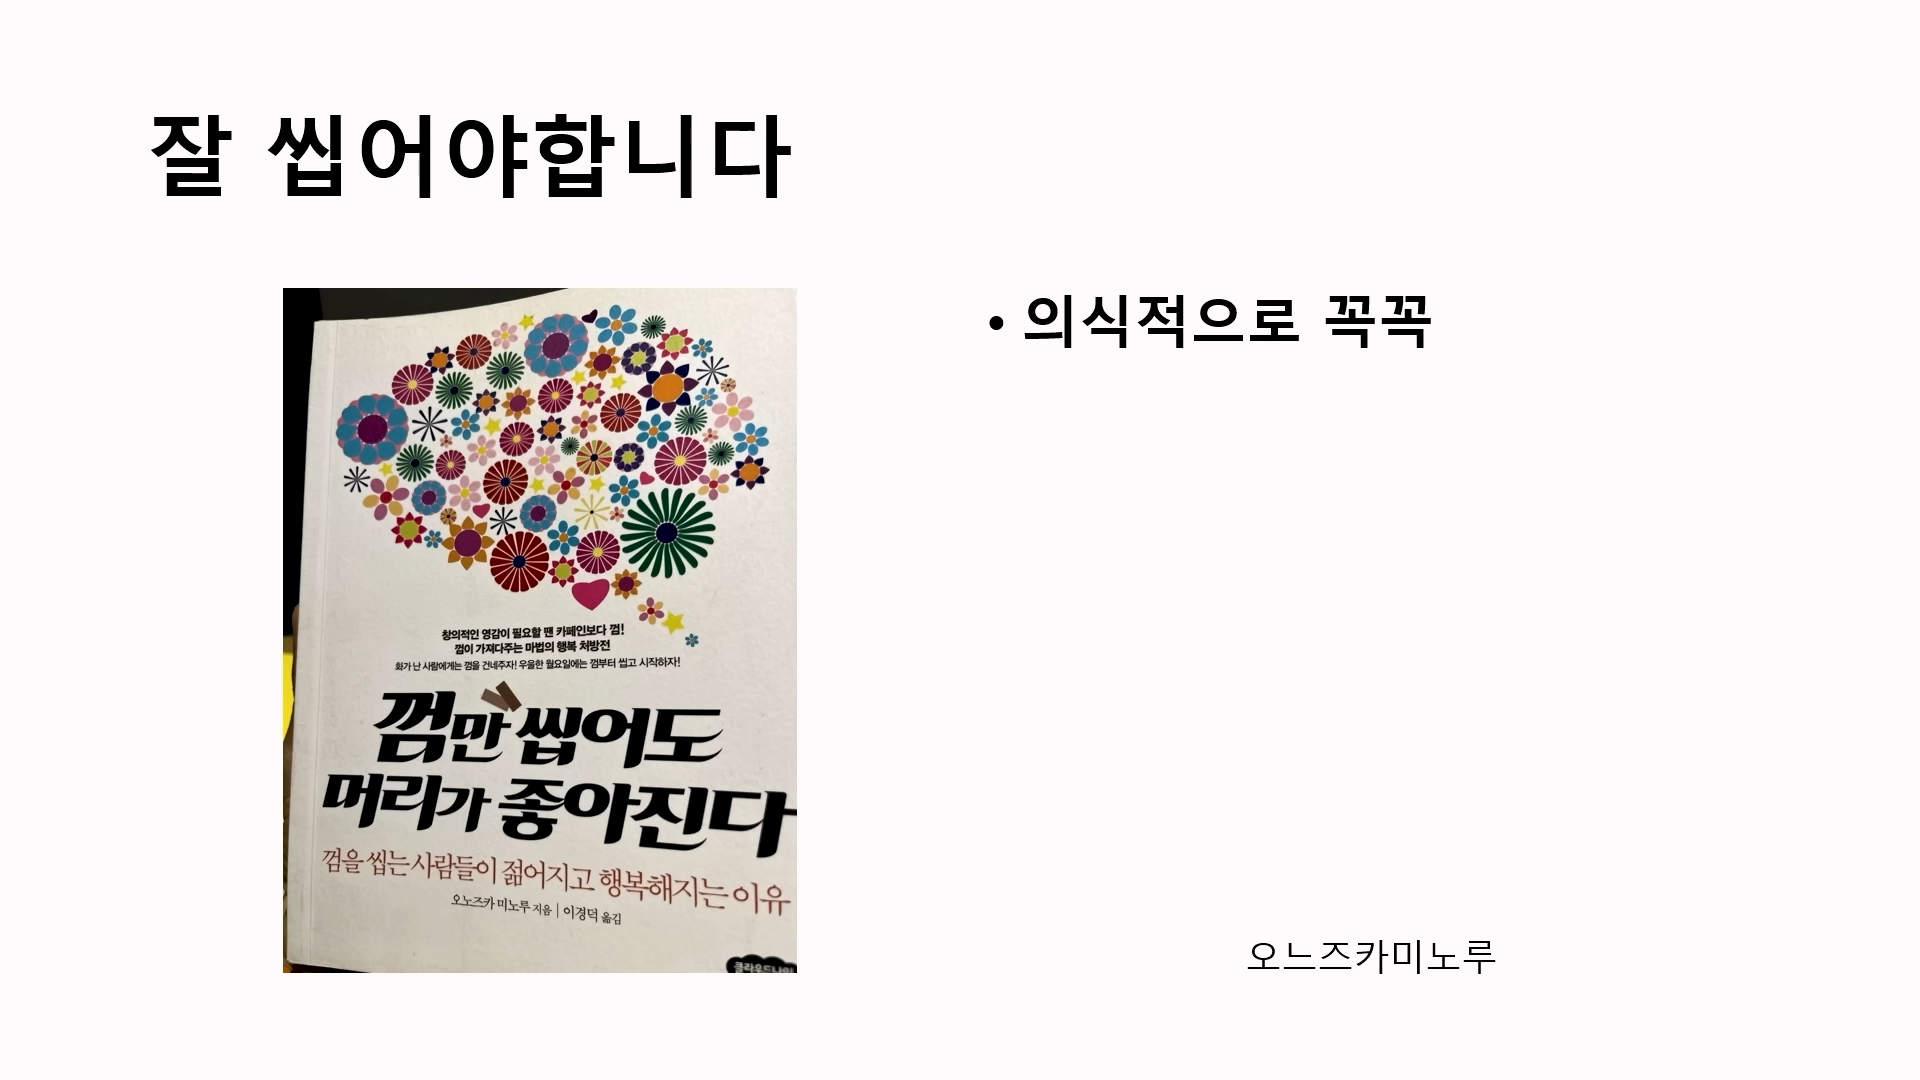 잘 씹어야합니다
창의적인 영감이 필요할 땐 카페인보다 껌!
껌이 가져다주는 마법의 행복 처방전
화가 난 사람에게는 껌을 건네주자! 우울한 월요일에는 껌부터 씹고 시작하자!
껌만 씹어도
머리가 좋아진다
껌을 씹는 사람들이 젊어지고 행복해지는 이유
오노즈카 미노루 지음 | 이경덕 옮김
클라우드나인
• 의식적으로 꼭꼭
오느즈카미노루